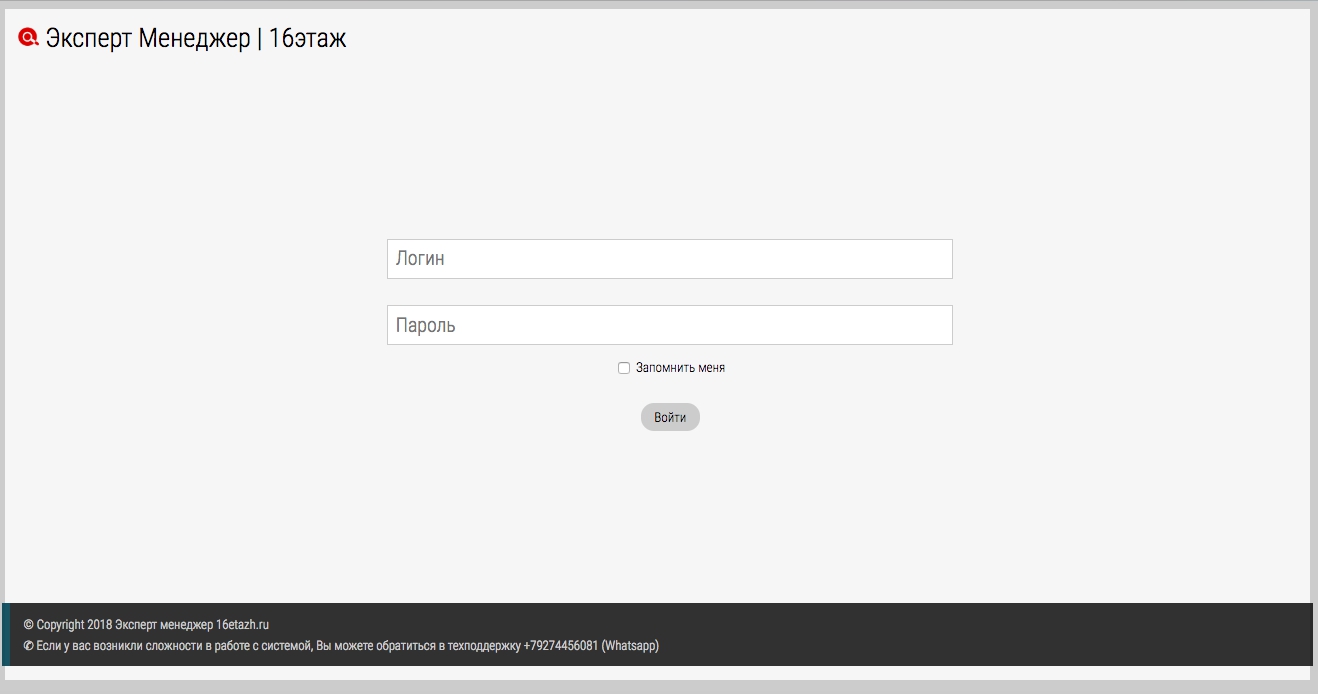 Эксперт Менеджер | 16этаж
Логин
Пароль
Запомнить меня
Войти
© Copyright 2018 Эксперт менеджер 16etazh.ru
✆ Если у вас возникли сложности в работе с системой, Вы можете обратиться в техподдержку +79274456081 (Whatsapp)